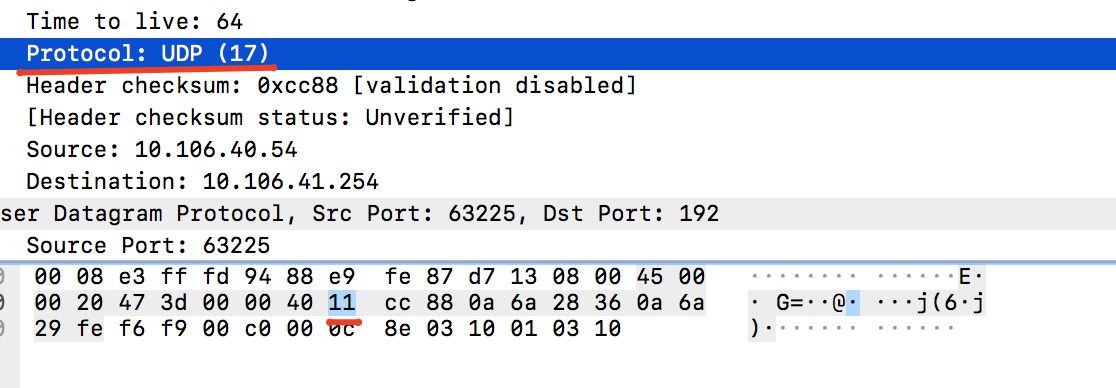 Time to live: 64
Protocol: UDP (17)
Header checksum: 0xcc88 [validation disabled]
[Header checksum status: Unverified]
Source: 10.106.40.54
Destination: 10.106.41.254
ser Datagram Protocol, Src Port: 63225, Dst Port: 192
Source Port: 63225
0 00 08 e3 ff fd 94 88 e9 fe 87 d7 13 08 00 45 00 ········ ······E·
0 00 20 47 3d 00 00 40 11 cc 88 0a 6a 28 36 0a 6a · G=··@· ···j(6·j
0 29 fe f6 f9 00 c0 00 0c 8e 03 10 01 03 10 )······· ······